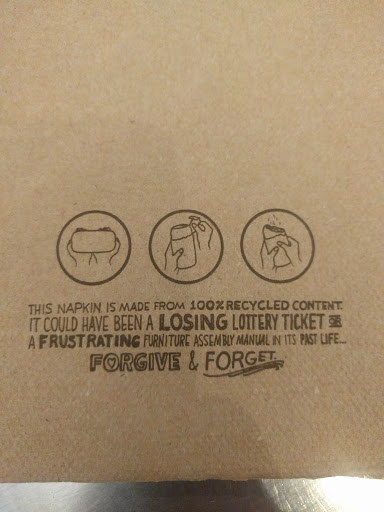 THIS NAPKIN IS MADE FROM 100% RECYCLED CONTENT.
IT COULD HAVE BEEN A LOSING LOTTERY TICKET OR
A FRUSTRATING FURNITURE ASSEMBLY MANUAL IN ITS PAST LIFE...
FORGIVE & FORGET.